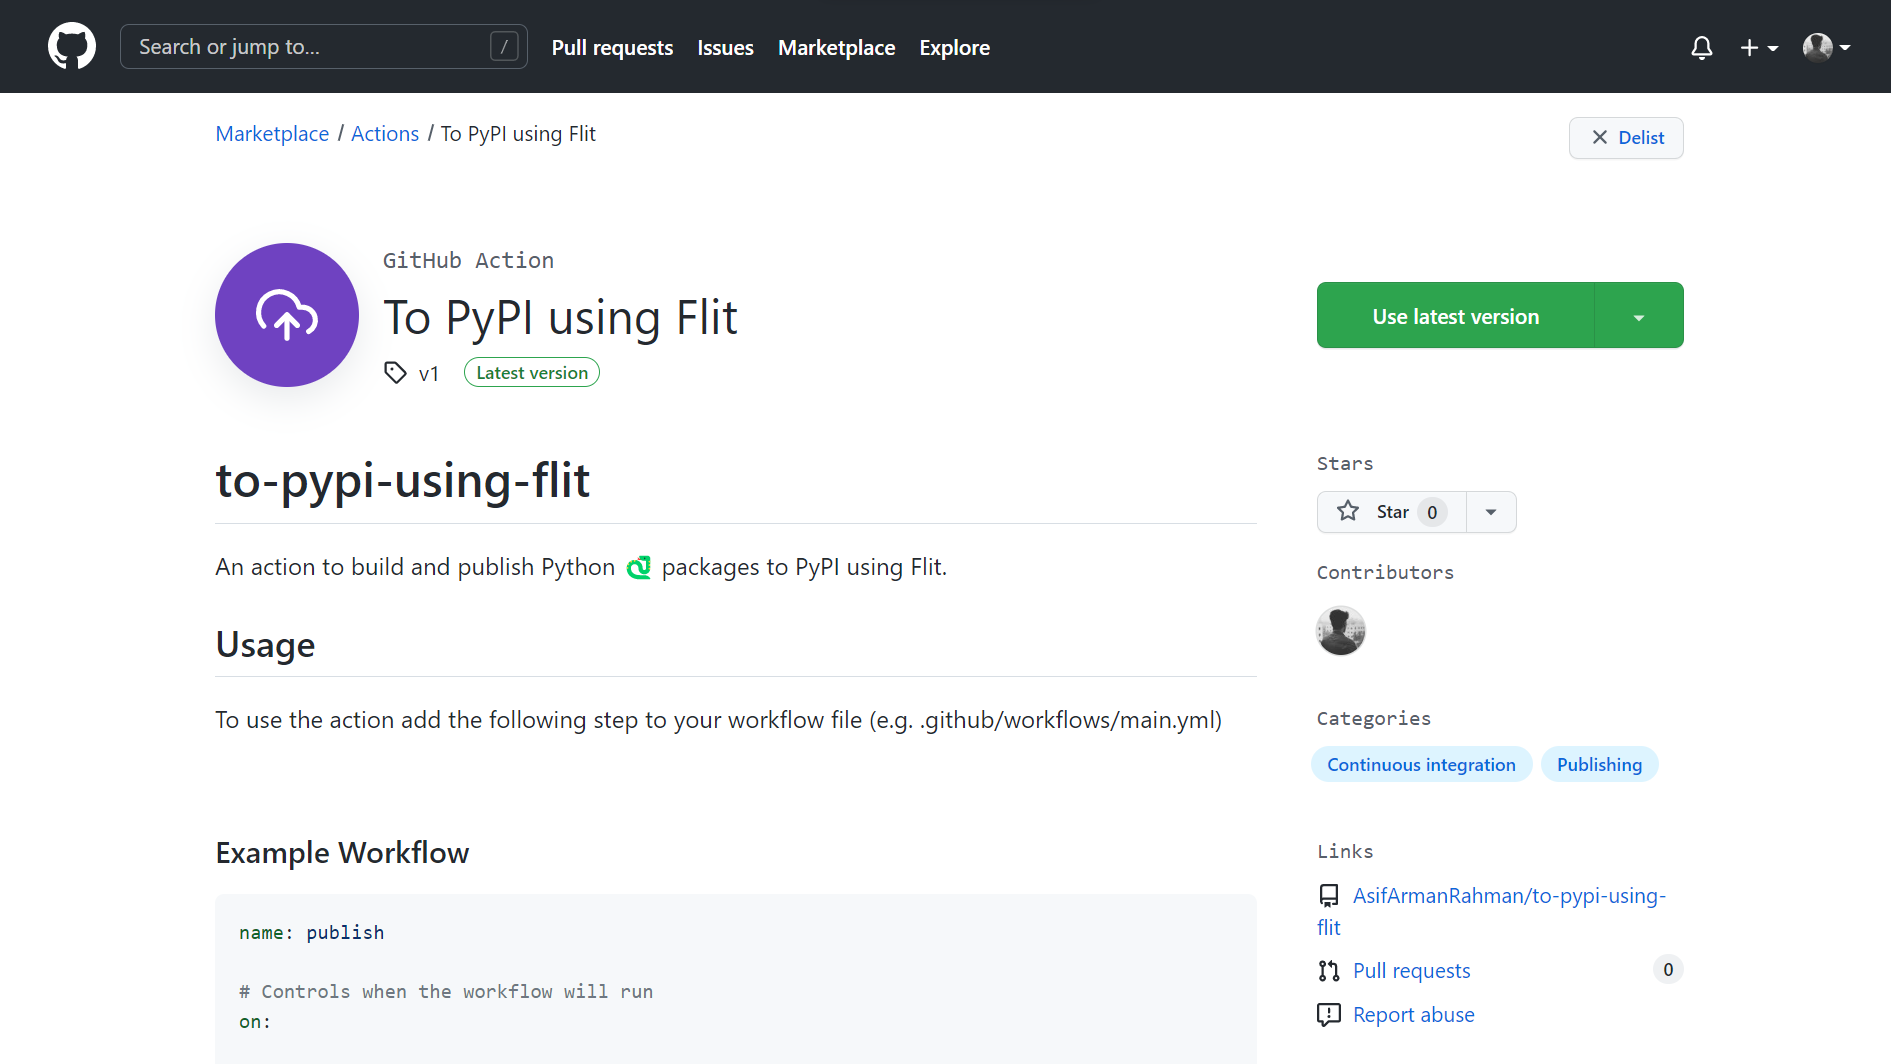 Search or jump to... / Pull requests Issues Marketplace Explore
Marketplace / Actions / To PyPI using Flit
Delist
GitHub Action
To PyPI using Flit
v1 Latest version
Use latest version
to-pypi-using-flit
An action to build and publish Python packages to PyPI using Flit.
Usage
To use the action add the following step to your workflow file (e.g. .github/workflows/main.yml)
Example Workflow
name: publish
# Controls when the workflow will run
on:
Stars
Star 0
Contributors
Categories
Continuous integration Publishing
Links
AsifArmanRahman/to-pypi-using-
flit
Pull requests 0
Report abuse